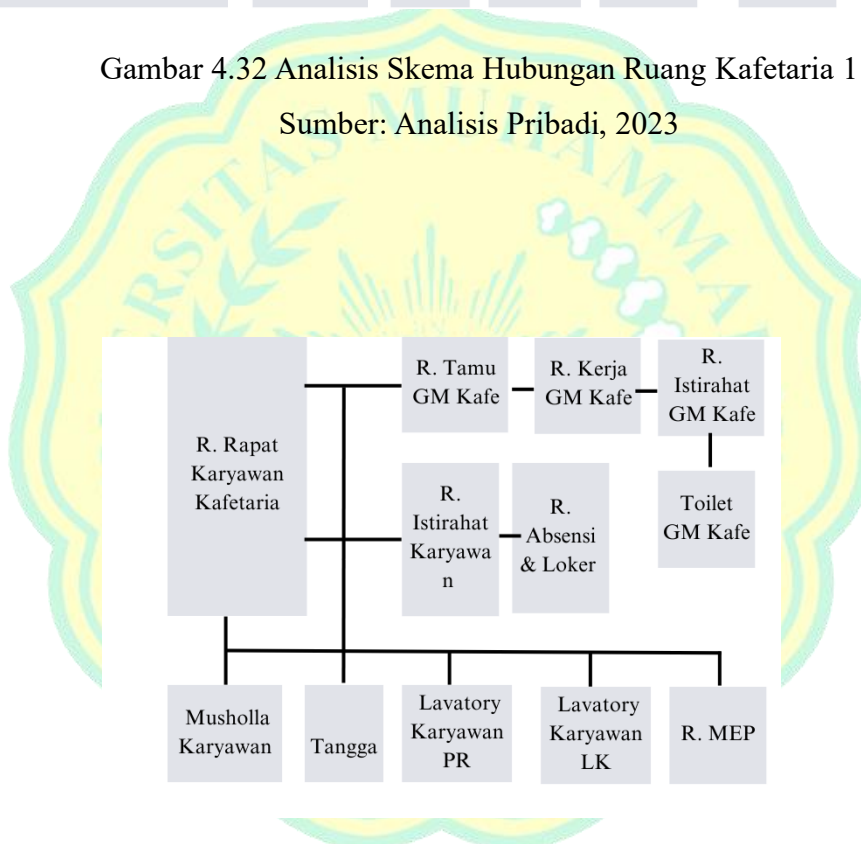 Gambar 4.32 Analisis Skema Hubungan Ruang Kafetaria 1
Sumber: Analisis Pribadi, 2023
ERSITAS MUHAMMA
R. Rapat
Karyawan
Kafetaria
R. Tamu
GM Kafe
R. Kerja
GM Kafe
R.
Istirahat
GM Kafe
Toilet
GM Kafe
R.
Istirahat
Karyawa
n
R.
Absensi
& Loker
Musholla
Karyawan
Tangga
Lavatory
Karyawan
PR
Lavatory
Karyawan
LK
R. MEP